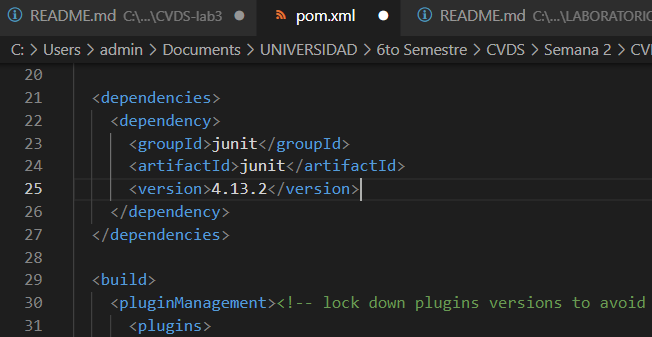 README.md C:\...\CVDS-lab3 pom.xml README.md C:\...\LABORATORIO
C: > Users > admin > Documents > UNIVERSIDAD > 6to Semestre > CVDS > Semana 2 > CV
20
21 <dependencies>
22 <dependency>
23 <groupId>junit</groupId>
24 <artifactId>junit</artifactId>
25 <version>4.13.2</version>
26 </dependency>
27 </dependencies>
28
29 <build>
30 <pluginManagement><!-- lock down plugins versions to avoid
31 <plugins>